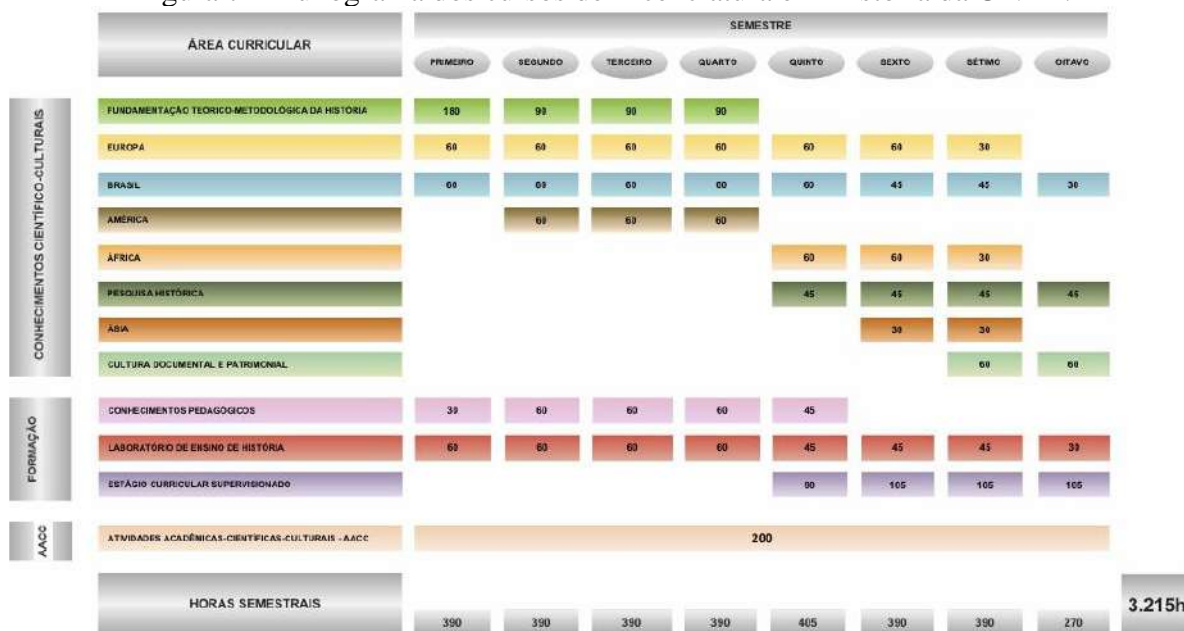 ÁREA CURRICULAR
SEMESTRE
PRIMEIRO SEGUNDO TERCEIRO QUARTO QUINTO SEXTO SÉTIMO OITAVO
CONHECIMENTOS CIENTÍFICO-CULTURAIS
FUNDAMENTAÇÃO TEÓRICO-METODOLÓGICA DA HISTÓRIA 180 90 90 90
EUROPA 60 60 60 60 60 60 30
BRASIL 60 60 60 60 60 45 45 30
AMÉRICA 60 60 60
ÁFRICA 60 60 30
PESQUISA HISTÓRICA 45 45 45 45
ÁSIA 30 30
CULTURA DOCUMENTAL E PATRIMONIAL 60 60
FORMAÇÃO
CONHECIMENTOS PEDAGÓGICOS 30 60 60 60 45
LABORATÓRIO DE ENSINO DE HISTÓRIA 60 60 60 60 45 45 45 30
ESTÁGIO CURRICULAR SUPERVISIONADO 90 105 105 105
AACC
ATIVIDADES ACADÊMICAS-CIENTÍFICAS-CULTURAIS - AACC 200
HORAS SEMESTRAIS 390 390 390 390 405 390 390 270
3.215h